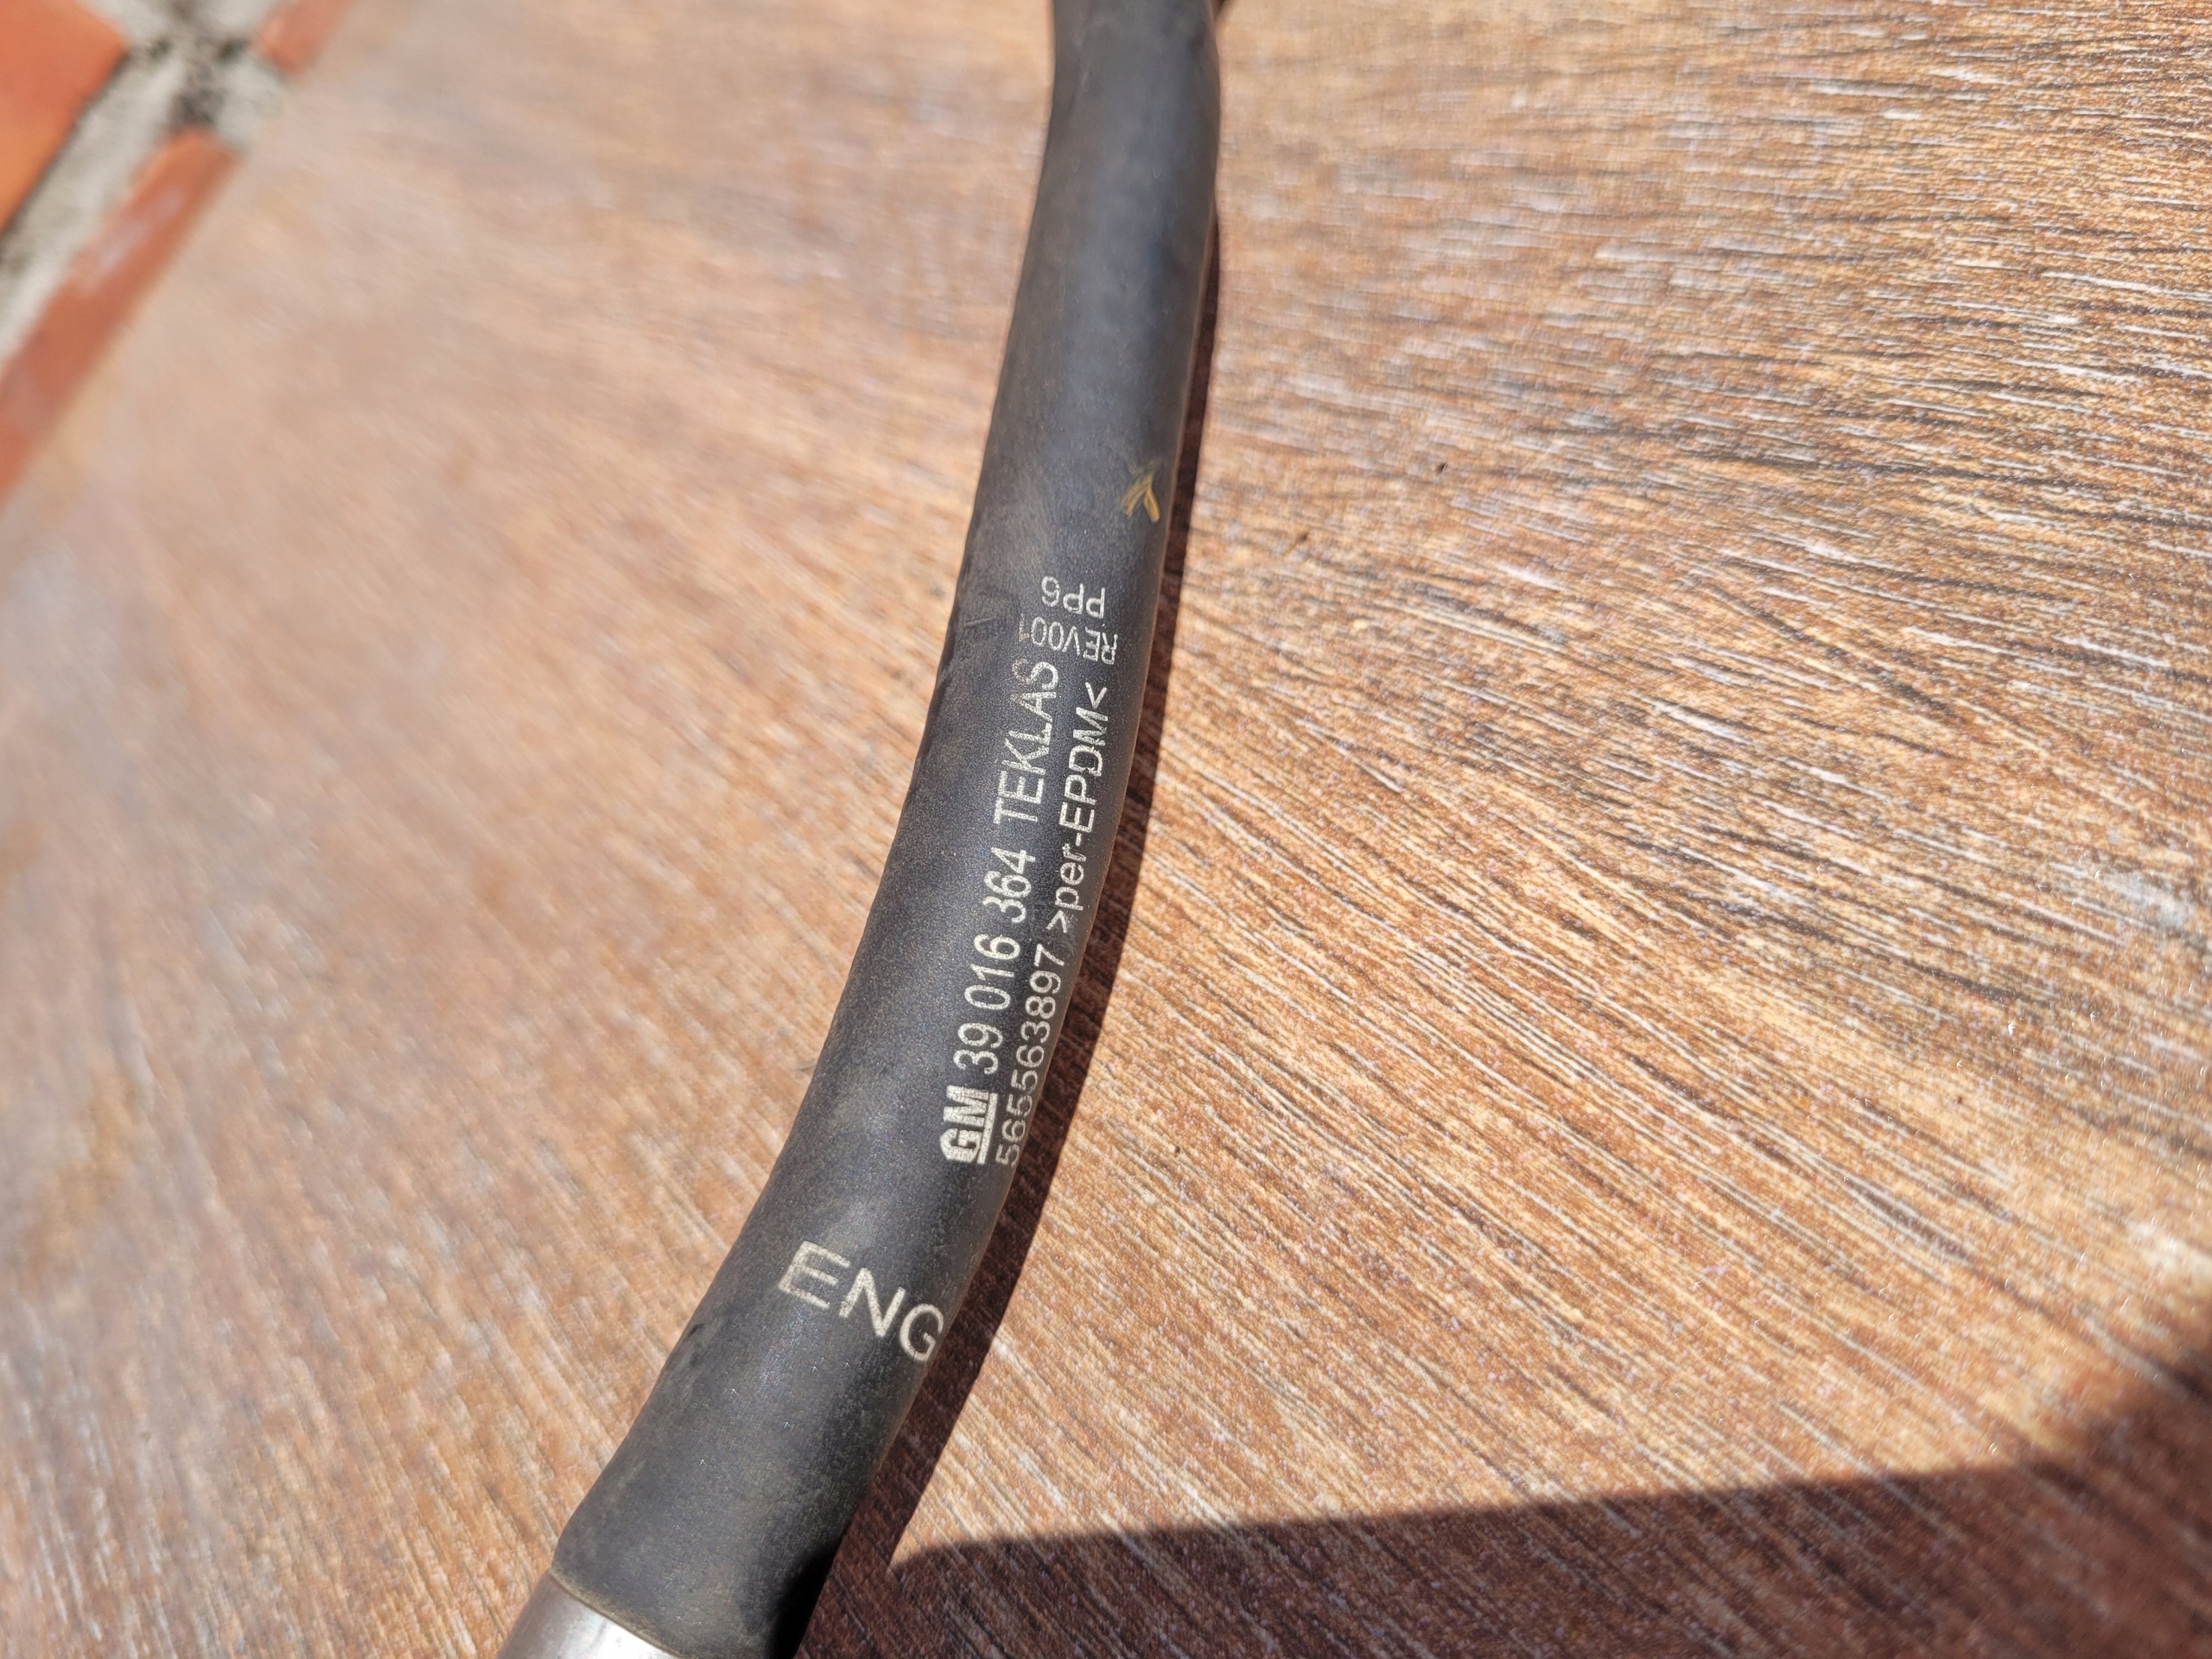 GM 39 016 364 TEKLAS
565563897 >per-EPDM<
REV001
PP6
ENG